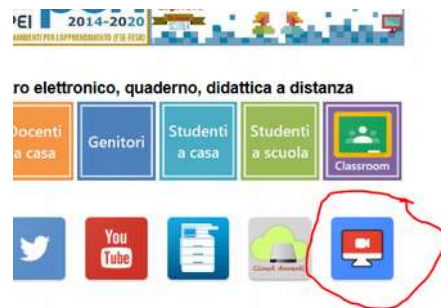 PEI
2014-2020
AMBIENTI PER L'APPRENDIMENTO (FSE-FESR)
tro elettronico, quaderno, didattica a distanza
Docenti
a casa
Genitori
Studenti
a casa
Studenti
a scuola
Classroom
You
Tube